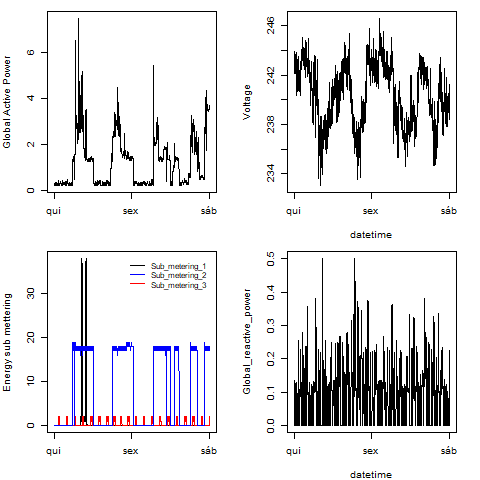 Global Active Power
0 2 4 6
qui sex sáb
Voltage
234 238 242 246
qui sex sáb
datetime
Energy sub mettering
0 10 20 30
Sub_metering_1
Sub_metering_2
Sub_metering_3
qui sex sáb
Global_reactive_power
0.0 0.1 0.2 0.3 0.4 0.5
qui sex sáb
datetime